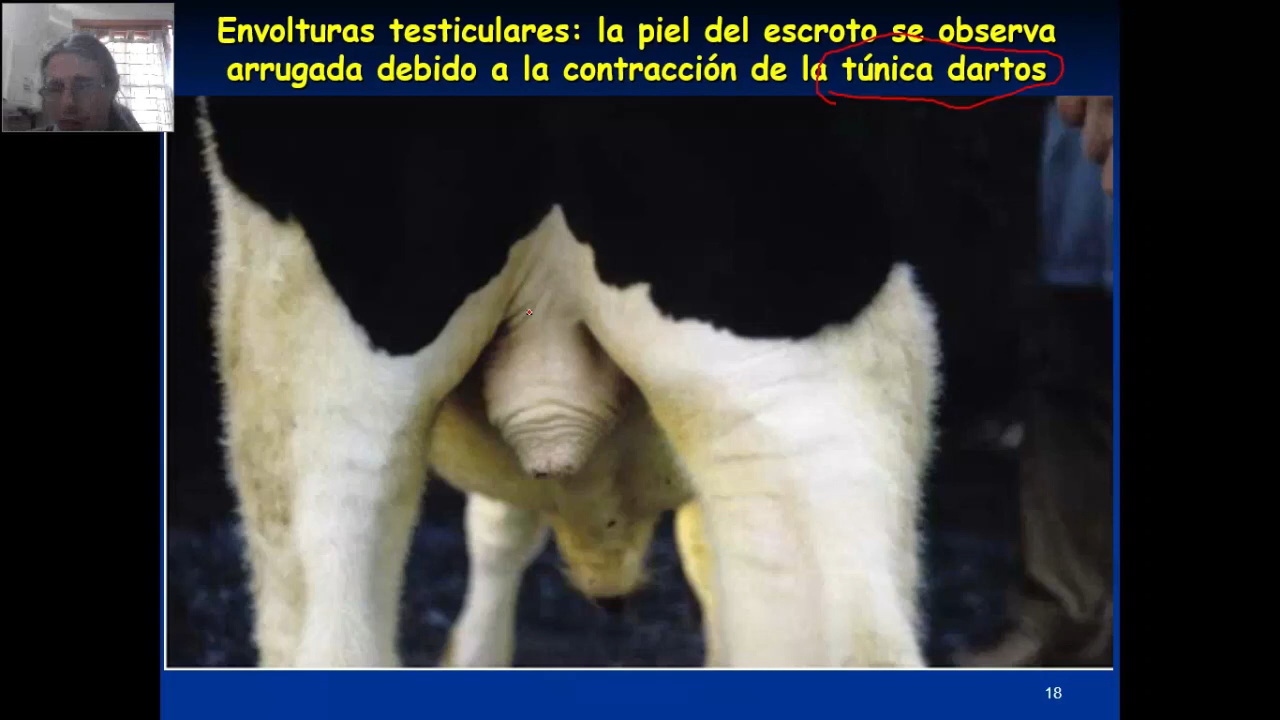 Envolturas testiculares: la piel del escroto se observa
arrugada debido a la contracción de la túnica dartos
18